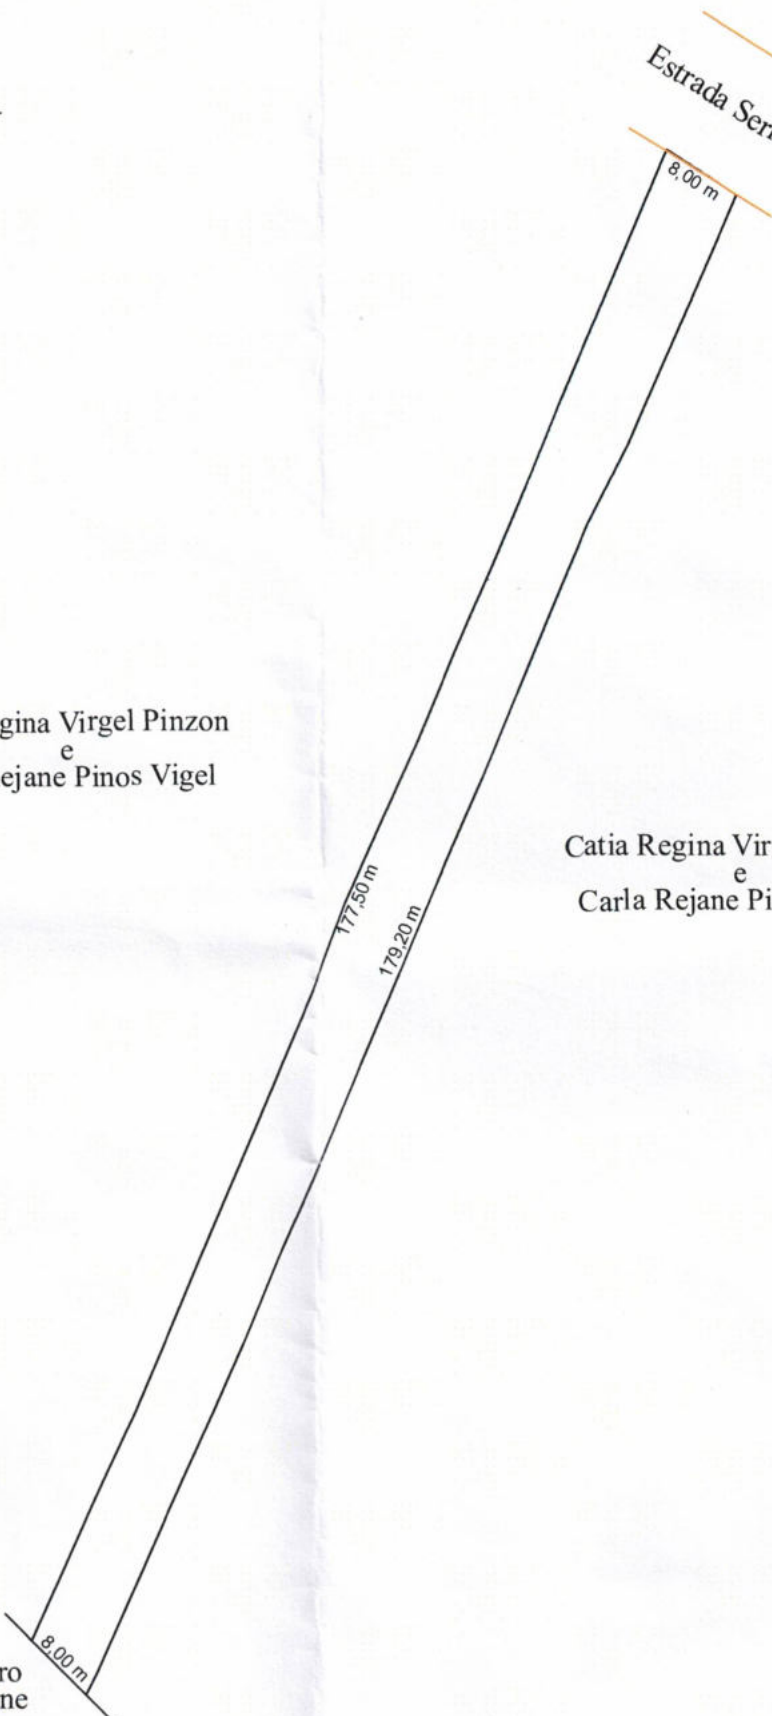 Estrada
8,00 m
gina Virgel Pinzon
e
ejane Pinos Vigel
Catia Regina Vir
e
Carla Rejane Pi
177,50 m
179,20 m
8,00 m
ro
ne